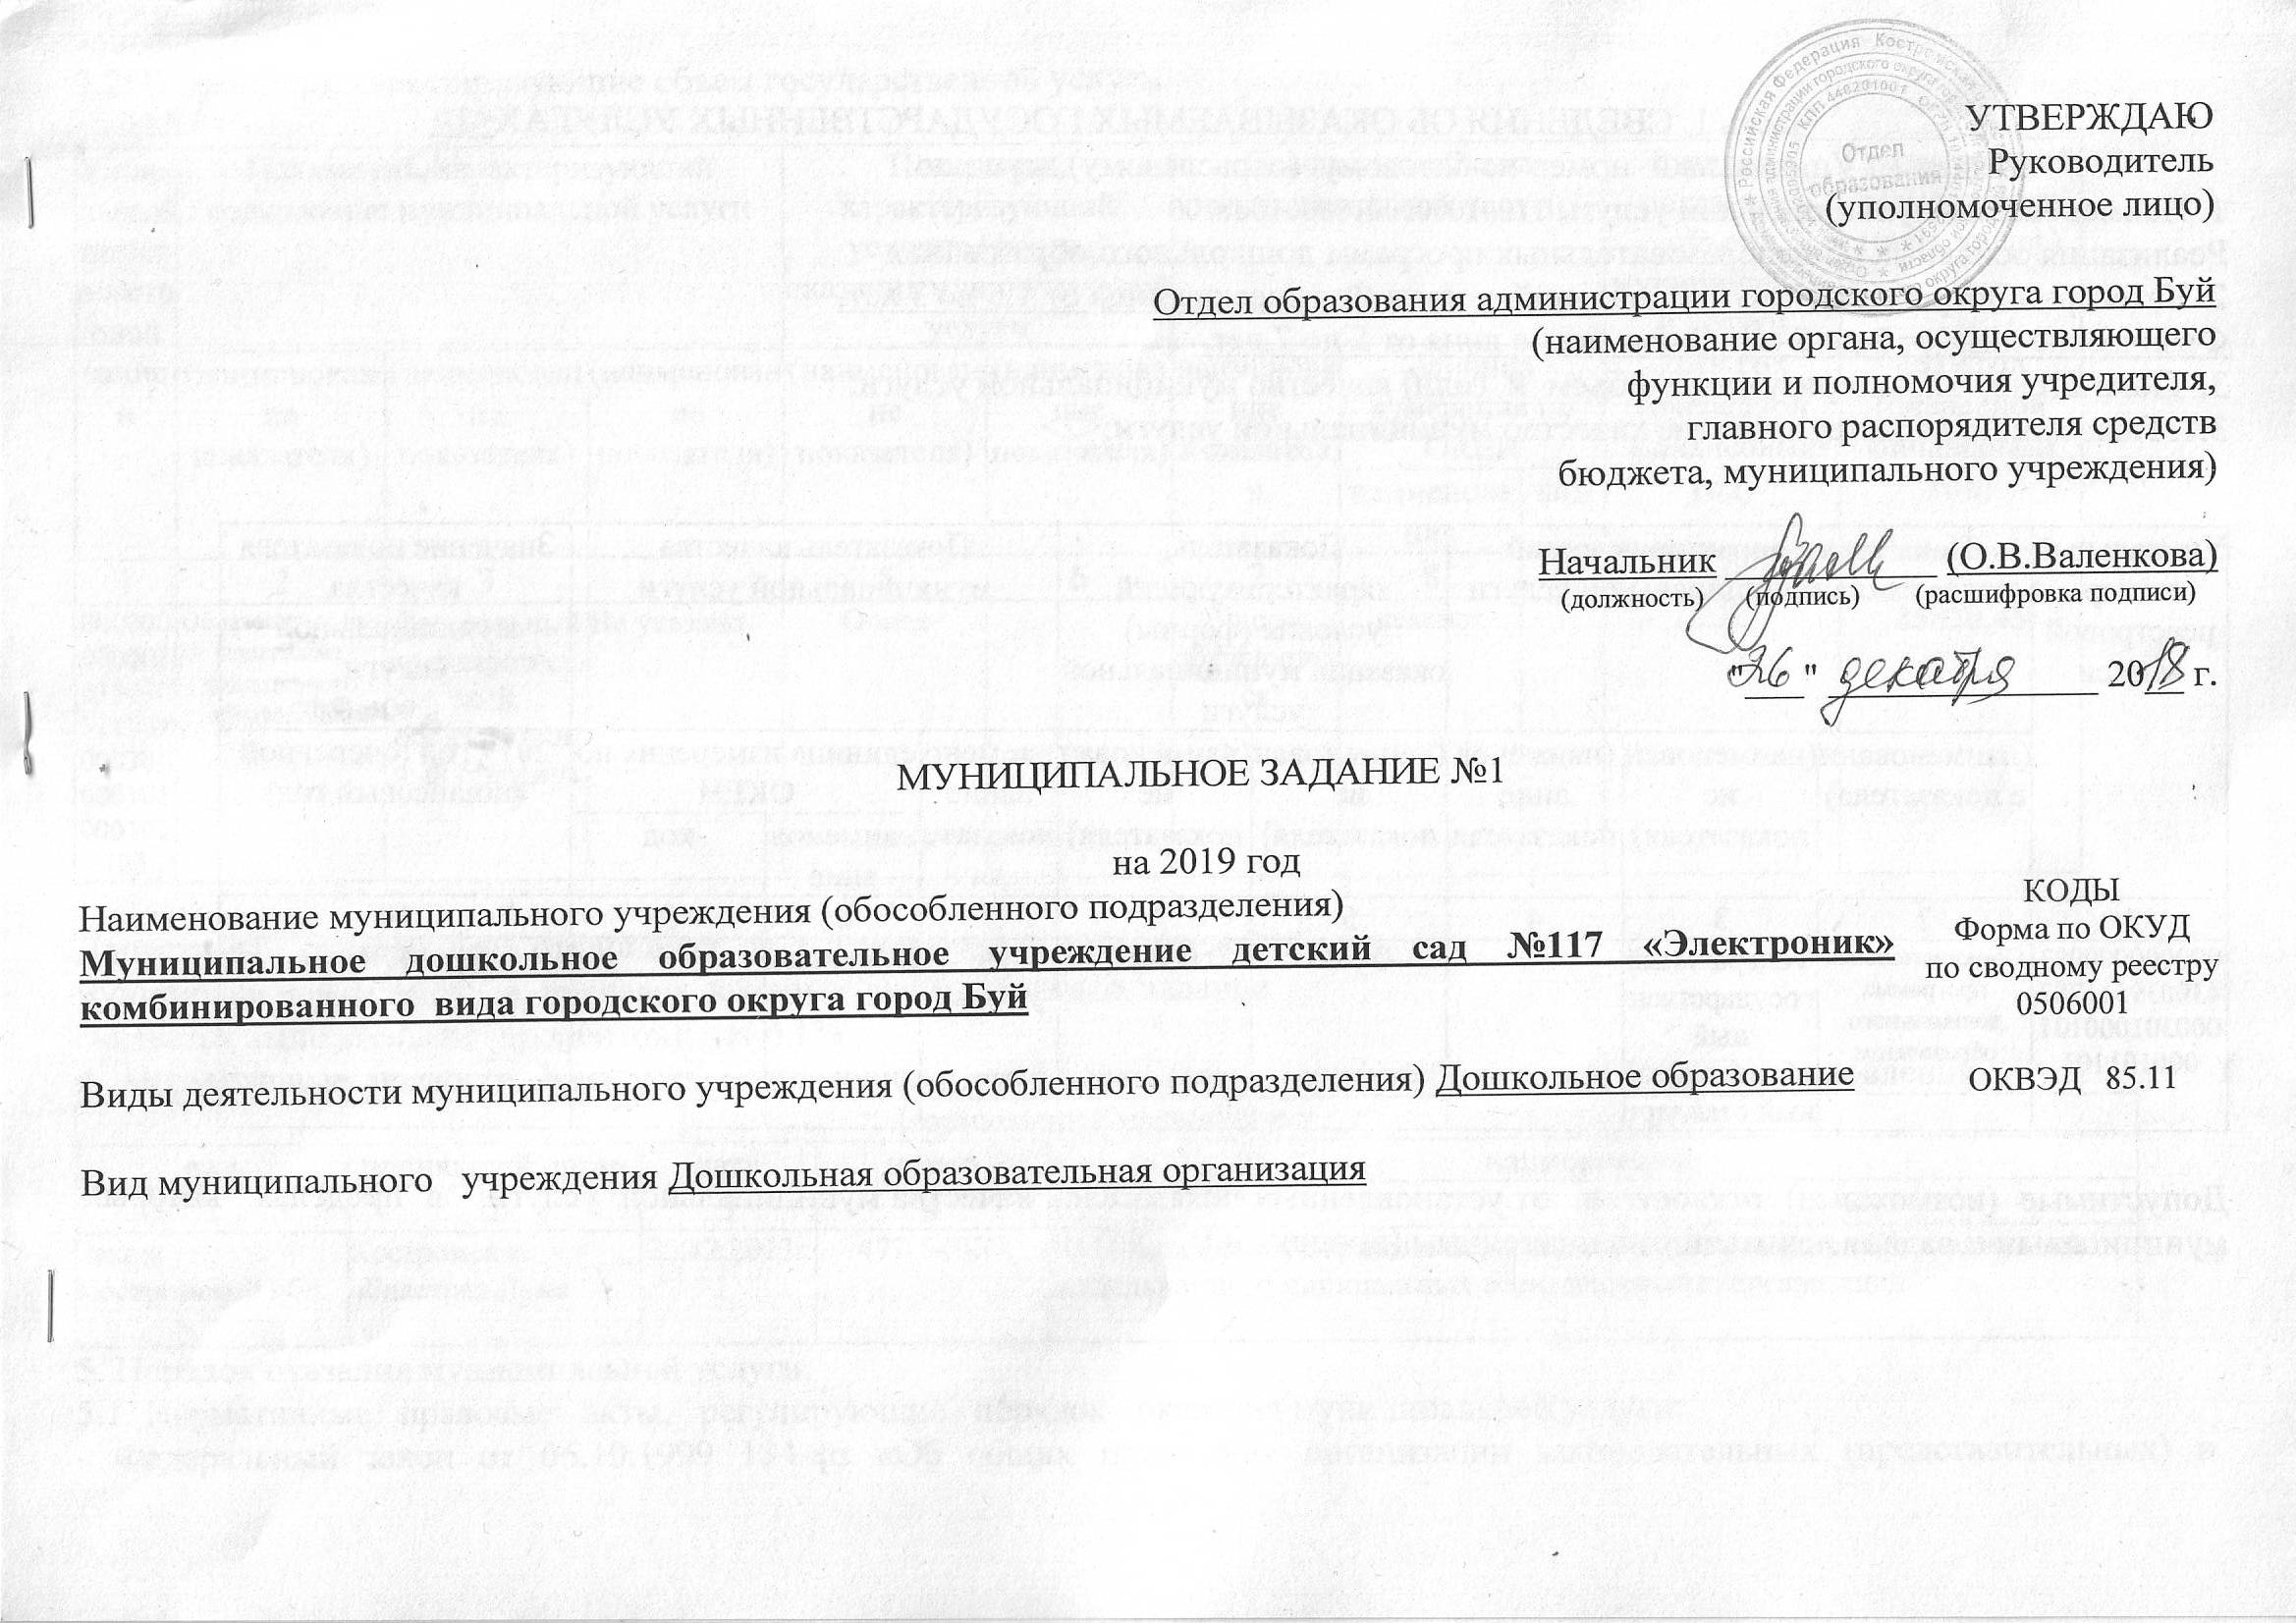 УТВЕРЖДАЮ
Руководитель
(уполномоченное лицо)
Отдел образования
Отдел образования администрации городского округа город Буй
(наименование органа, осуществляющего
функции и полномочия учредителя,
главного распорядителя средств
бюджета, муниципального учреждения)
Начальник (О.В.Валенкова)
(должность) (подпись) (расшифровка подписи)
"26" декабря 2018 г.
МУНИЦИПАЛЬНОЕ ЗАДАНИЕ №1
на 2019 год
Наименование муниципального учреждения (обособленного подразделения)
Муниципальное дошкольное образовательное учреждение детский сад №117 «Электроник»
комбинированного вида городского округа город Буй
КОДЫ
Форма по ОКУД
по сводному реестру
0506001
Виды деятельности муниципального учреждения (обособленного подразделения) Дошкольное образование
ОКВЭД 85.11
Вид муниципального учреждения Дошкольная образовательная организация